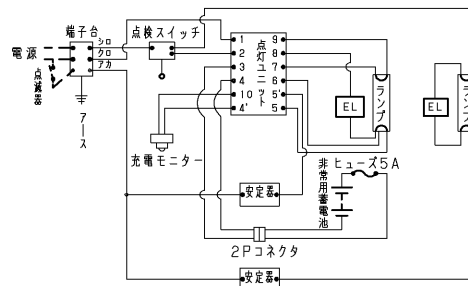 端子台
点検スイッチ
電源
シロ
クロ
アカ
点滅器
アース
1
2
3
4
10
4'
点灯ユニット
9
8
7
6
5'
5
EL
ランプ
EL
ランプ
充電モニター
非常用蓄電池
ヒューズ5A
安定器
2Pコネクタ
安定器